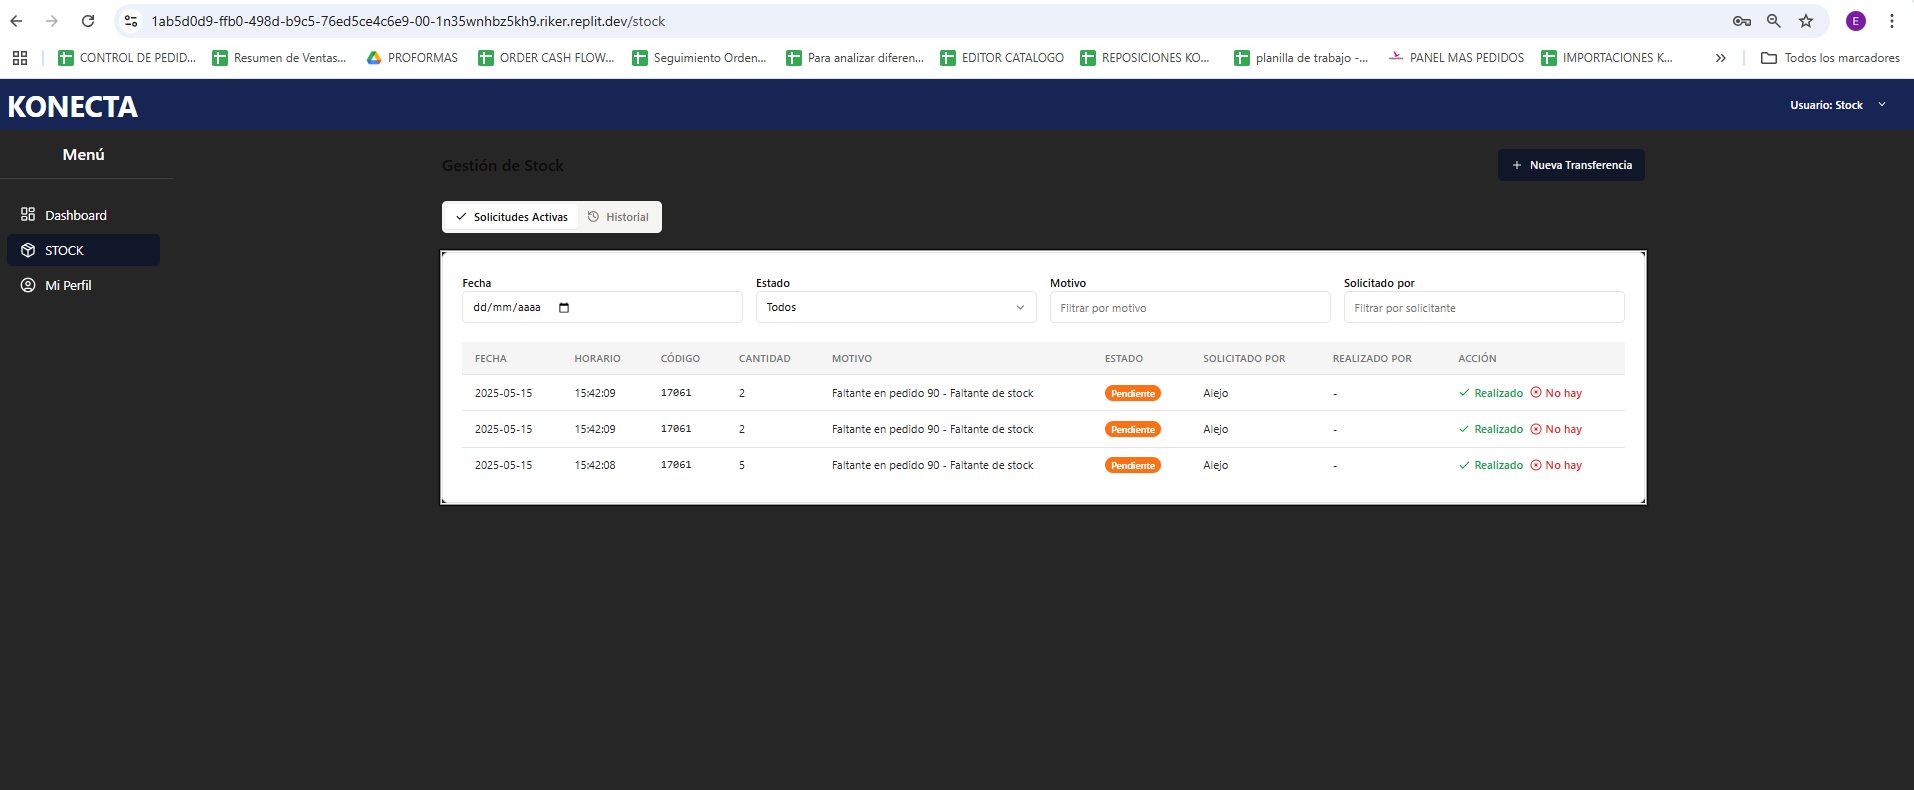 1ab5d0d9-ffb0-498d-b9c5-76ed5ce4c6e9-00-1n35wnhbz5kh9.riker.replit.dev/stock
E
CONTROL DE PEDID... Resumen de Ventas... PROFORMAS ORDER CASH FLOW... Seguimiento Orden... Para analizar diferen... EDITOR CATALOGO REPOSICIONES KO... planilla de trabajo -... PANEL MAS PEDIDOS IMPORTACIONES K... Todos los marcadores
KONECTA Usuario: Stock
Menú
Dashboard
STOCK
Mi Perfil
Gestión de Stock
Nueva Transferencia
Solicitudes Activas Historial
Fecha Estado Motivo Solicitado por
dd/mm/aaaa Todos Filtrar por motivo Filtrar por solicitante
FECHA HORARIO CÓDIGO CANTIDAD MOTIVO ESTADO SOLICITADO POR REALIZADO POR ACCIÓN
2025-05-15 15:42:09 17061 2 Faltante en pedido 90 - Faltante de stock Pendiente Alejo - Realizado No hay
2025-05-15 15:42:09 17061 2 Faltante en pedido 90 - Faltante de stock Pendiente Alejo - Realizado No hay
2025-05-15 15:42:08 17061 5 Faltante en pedido 90 - Faltante de stock Pendiente Alejo - Realizado No hay